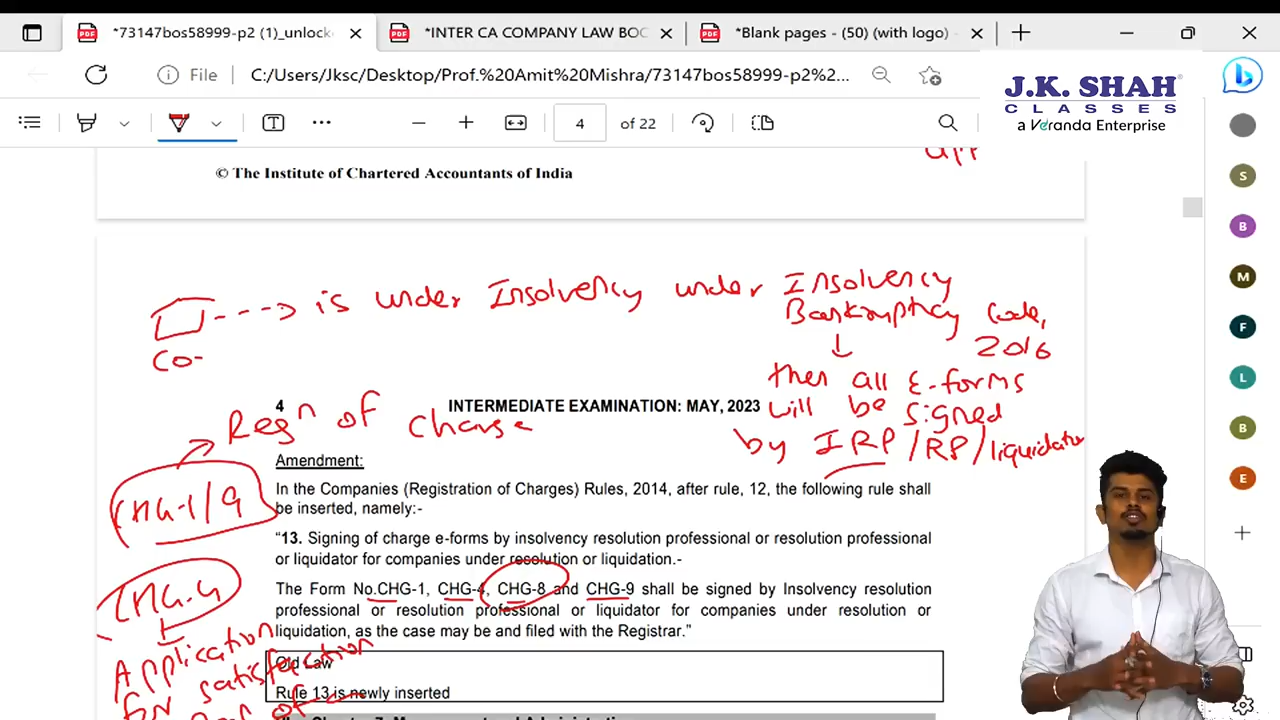 *73147bos58999-p2 (1)_unlock
*INTER CA COMPANY LAW BOC
*Blank pages - (50) (with logo) -
File
C:/Users/Jksc/Desktop/Prof.%20Amit%20Mishra/73147bos58999-p2%2...
4 of 22
J.K. SHAH
CLASSES
a Veranda Enterprise
© The Institute of Chartered Accountants of India
is under Insolvency under Insolvency
Bankruptcy Code,
2016
Co-
then all E-forms
will be signed
by IRP/RP/liquidator
Regn of Charge
4 INTERMEDIATE EXAMINATION: MAY, 2023
Amendment:
CHG-1/9
In the Companies (Registration of Charges) Rules, 2014, after rule, 12, the following rule shall
be inserted, namely:-
"13. Signing of charge e-forms by insolvency resolution professional or resolution professional
or liquidator for companies under resolution or liquidation.-
CHG-4
The Form No.CHG-1, CHG-4, CHG-8 and CHG-9 shall be signed by Insolvency resolution
professional or resolution professional or liquidator for companies under resolution or
liquidation, as the case may be and filed with the Registrar."
Application
for satisfaction
of
Old Law
Rule 13 is newly inserted
S
B
M
F
L
B
E